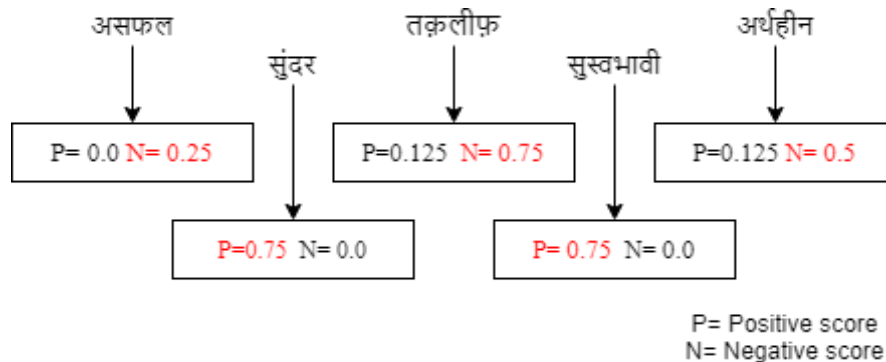 असफल
तक़लीफ़
अर्थहीन
सुंदर
सुस्वभावी
P= 0.0 N= 0.25
P=0.125 N= 0.75
P=0.125 N= 0.5
P=0.75 N= 0.0
P= 0.75 N= 0.0
P= Positive score
N= Negative score